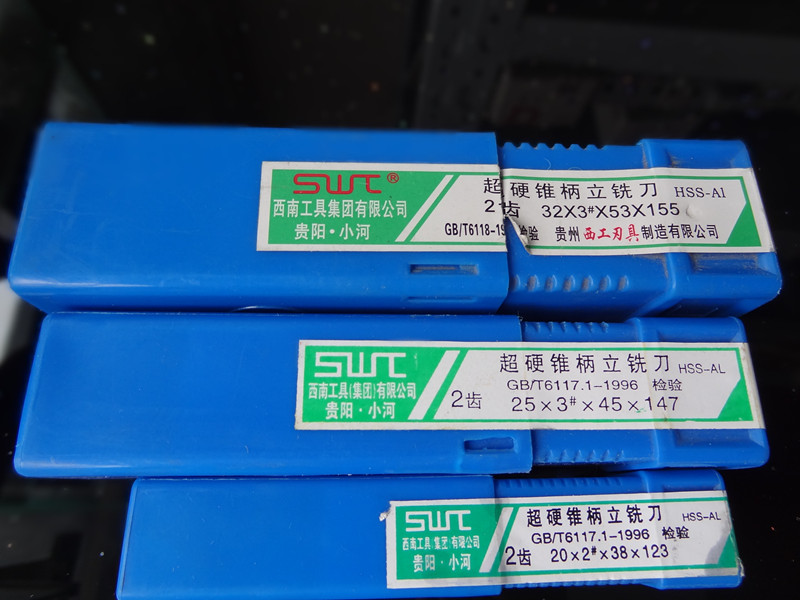 SWT®
西南工具集团有限公司
贵阳·小河
超硬锥柄立铣刀 HSS-Al
2齿 32X3#X53X155
GB/T6118-19 检验 贵州西工刃具制造有限公司
SWT
西南工具(集团)有限公司
贵阳·小河
超硬锥柄立铣刀 HSS-AL
GB/T6117.1-1996 检验
2齿 25×3#×45×147
SWT
西南工具(集团)有限公司
贵阳·小河
超硬锥柄立铣刀 HSS-AL
GB/T6117.1-1996 检验
2齿 20×2#×38×123